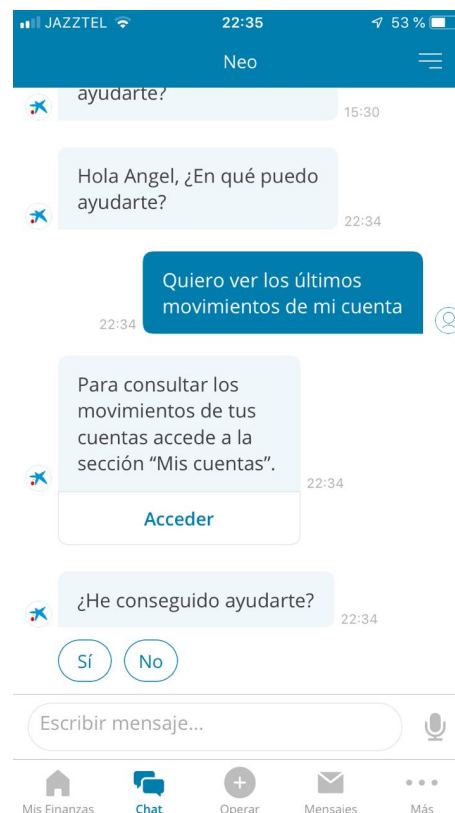 JAZZTEL 22:35 53 %
Neo
ayudarte?
15:30
Hola Angel, ¿En qué puedo
ayudarte?
22:34
Quiero ver los últimos
movimientos de mi cuenta
22:34
Para consultar los
movimientos de tus
cuentas accede a la
sección “Mis cuentas”.
22:34
Acceder
¿He conseguido ayudarte?
22:34
Sí No
Escribir mensaje...
Mis Finanzas Chat Operar Mensajes Más